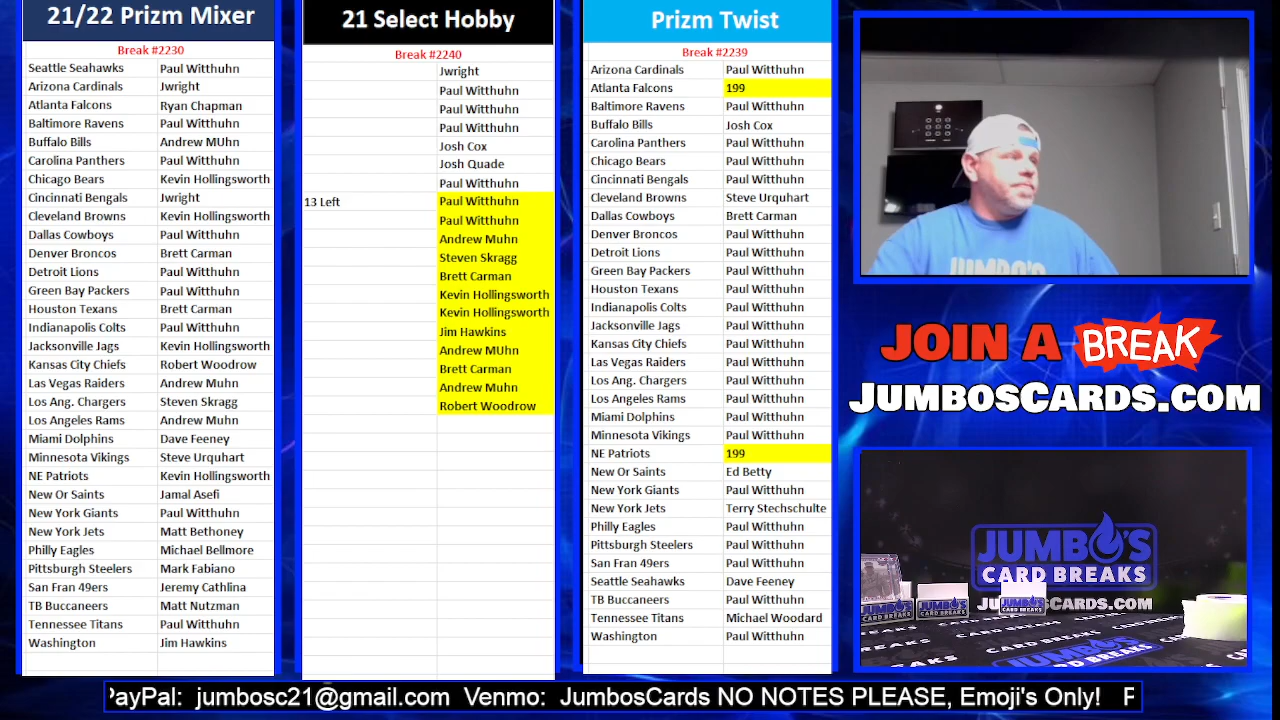 21/22 Prizm Mixer
Break #2230
Seattle Seahawks Paul Witthuhn
Arizona Cardinals Jwright
Atlanta Falcons Ryan Chapman
Baltimore Ravens Paul Witthuhn
Buffalo Bills Andrew MUhn
Carolina Panthers Paul Witthuhn
Chicago Bears Kevin Hollingsworth
Cincinnati Bengals Jwright
Cleveland Browns Kevin Hollingsworth
Dallas Cowboys Paul Witthuhn
Denver Broncos Brett Carman
Detroit Lions Paul Witthuhn
Green Bay Packers Paul Witthuhn
Houston Texans Brett Carman
Indianapolis Colts Paul Witthuhn
Jacksonville Jags Kevin Hollingsworth
Kansas City Chiefs Robert Woodrow
Las Vegas Raiders Andrew Muhn
Los Ang. Chargers Steven Skragg
Los Angeles Rams Andrew Muhn
Miami Dolphins Dave Feeney
Minnesota Vikings Steve Urquhart
NE Patriots Kevin Hollingsworth
New Or Saints Jamal Asefi
New York Giants Paul Witthuhn
New York Jets Matt Bethoney
Philly Eagles Michael Bellmore
Pittsburgh Steelers Mark Fabiano
San Fran 49ers Jeremy Cathlina
TB Buccaneers Matt Nutzman
Tennessee Titans Paul Witthuhn
Washington Jim Hawkins
21 Select Hobby
Break #2240
Jwright
Paul Witthuhn
Paul Witthuhn
Paul Witthuhn
Josh Cox
Josh Quade
Paul Witthuhn
13 Left Paul Witthuhn
Paul Witthuhn
Andrew Muhn
Steven Skragg
Brett Carman
Kevin Hollingsworth
Kevin Hollingsworth
Jim Hawkins
Andrew MUhn
Brett Carman
Andrew Muhn
Robert Woodrow
Prizm Twist
Break #2239
Arizona Cardinals Paul Witthuhn
Atlanta Falcons 199
Baltimore Ravens Paul Witthuhn
Buffalo Bills Josh Cox
Carolina Panthers Paul Witthuhn
Chicago Bears Paul Witthuhn
Cincinnati Bengals Paul Witthuhn
Cleveland Browns Steve Urquhart
Dallas Cowboys Brett Carman
Denver Broncos Paul Witthuhn
Detroit Lions Paul Witthuhn
Green Bay Packers Paul Witthuhn
Houston Texans Paul Witthuhn
Indianapolis Colts Paul Witthuhn
Jacksonville Jags Paul Witthuhn
Kansas City Chiefs Paul Witthuhn
Las Vegas Raiders Paul Witthuhn
Los Ang. Chargers Paul Witthuhn
Los Angeles Rams Paul Witthuhn
Miami Dolphins Paul Witthuhn
Minnesota Vikings Paul Witthuhn
NE Patriots 199
New Or Saints Ed Betty
New York Giants Paul Witthuhn
New York Jets Terry Stechschulte
Philly Eagles Paul Witthuhn
Pittsburgh Steelers Paul Witthuhn
San Fran 49ers Paul Witthuhn
Seattle Seahawks Dave Feeney
TB Buccaneers Paul Witthuhn
Tennessee Titans Michael Woodard
Washington Paul Witthuhn
JUMBO'S
JOIN A BREAK
JUMBOSCARDS.COM
JUMBO'S
CARD BREAKS
JUMBOSCARDS.COM
JUMBO'S
CARD BREAKS
JUMBO'S
CARD BREAKS
JUMBO'S
CARD BREAKS
JUMBO'S
CARD BREAKS
PayPal: jumbosc21@gmail.com Venmo: JumbosCards NO NOTES PLEASE, Emoji's Only!